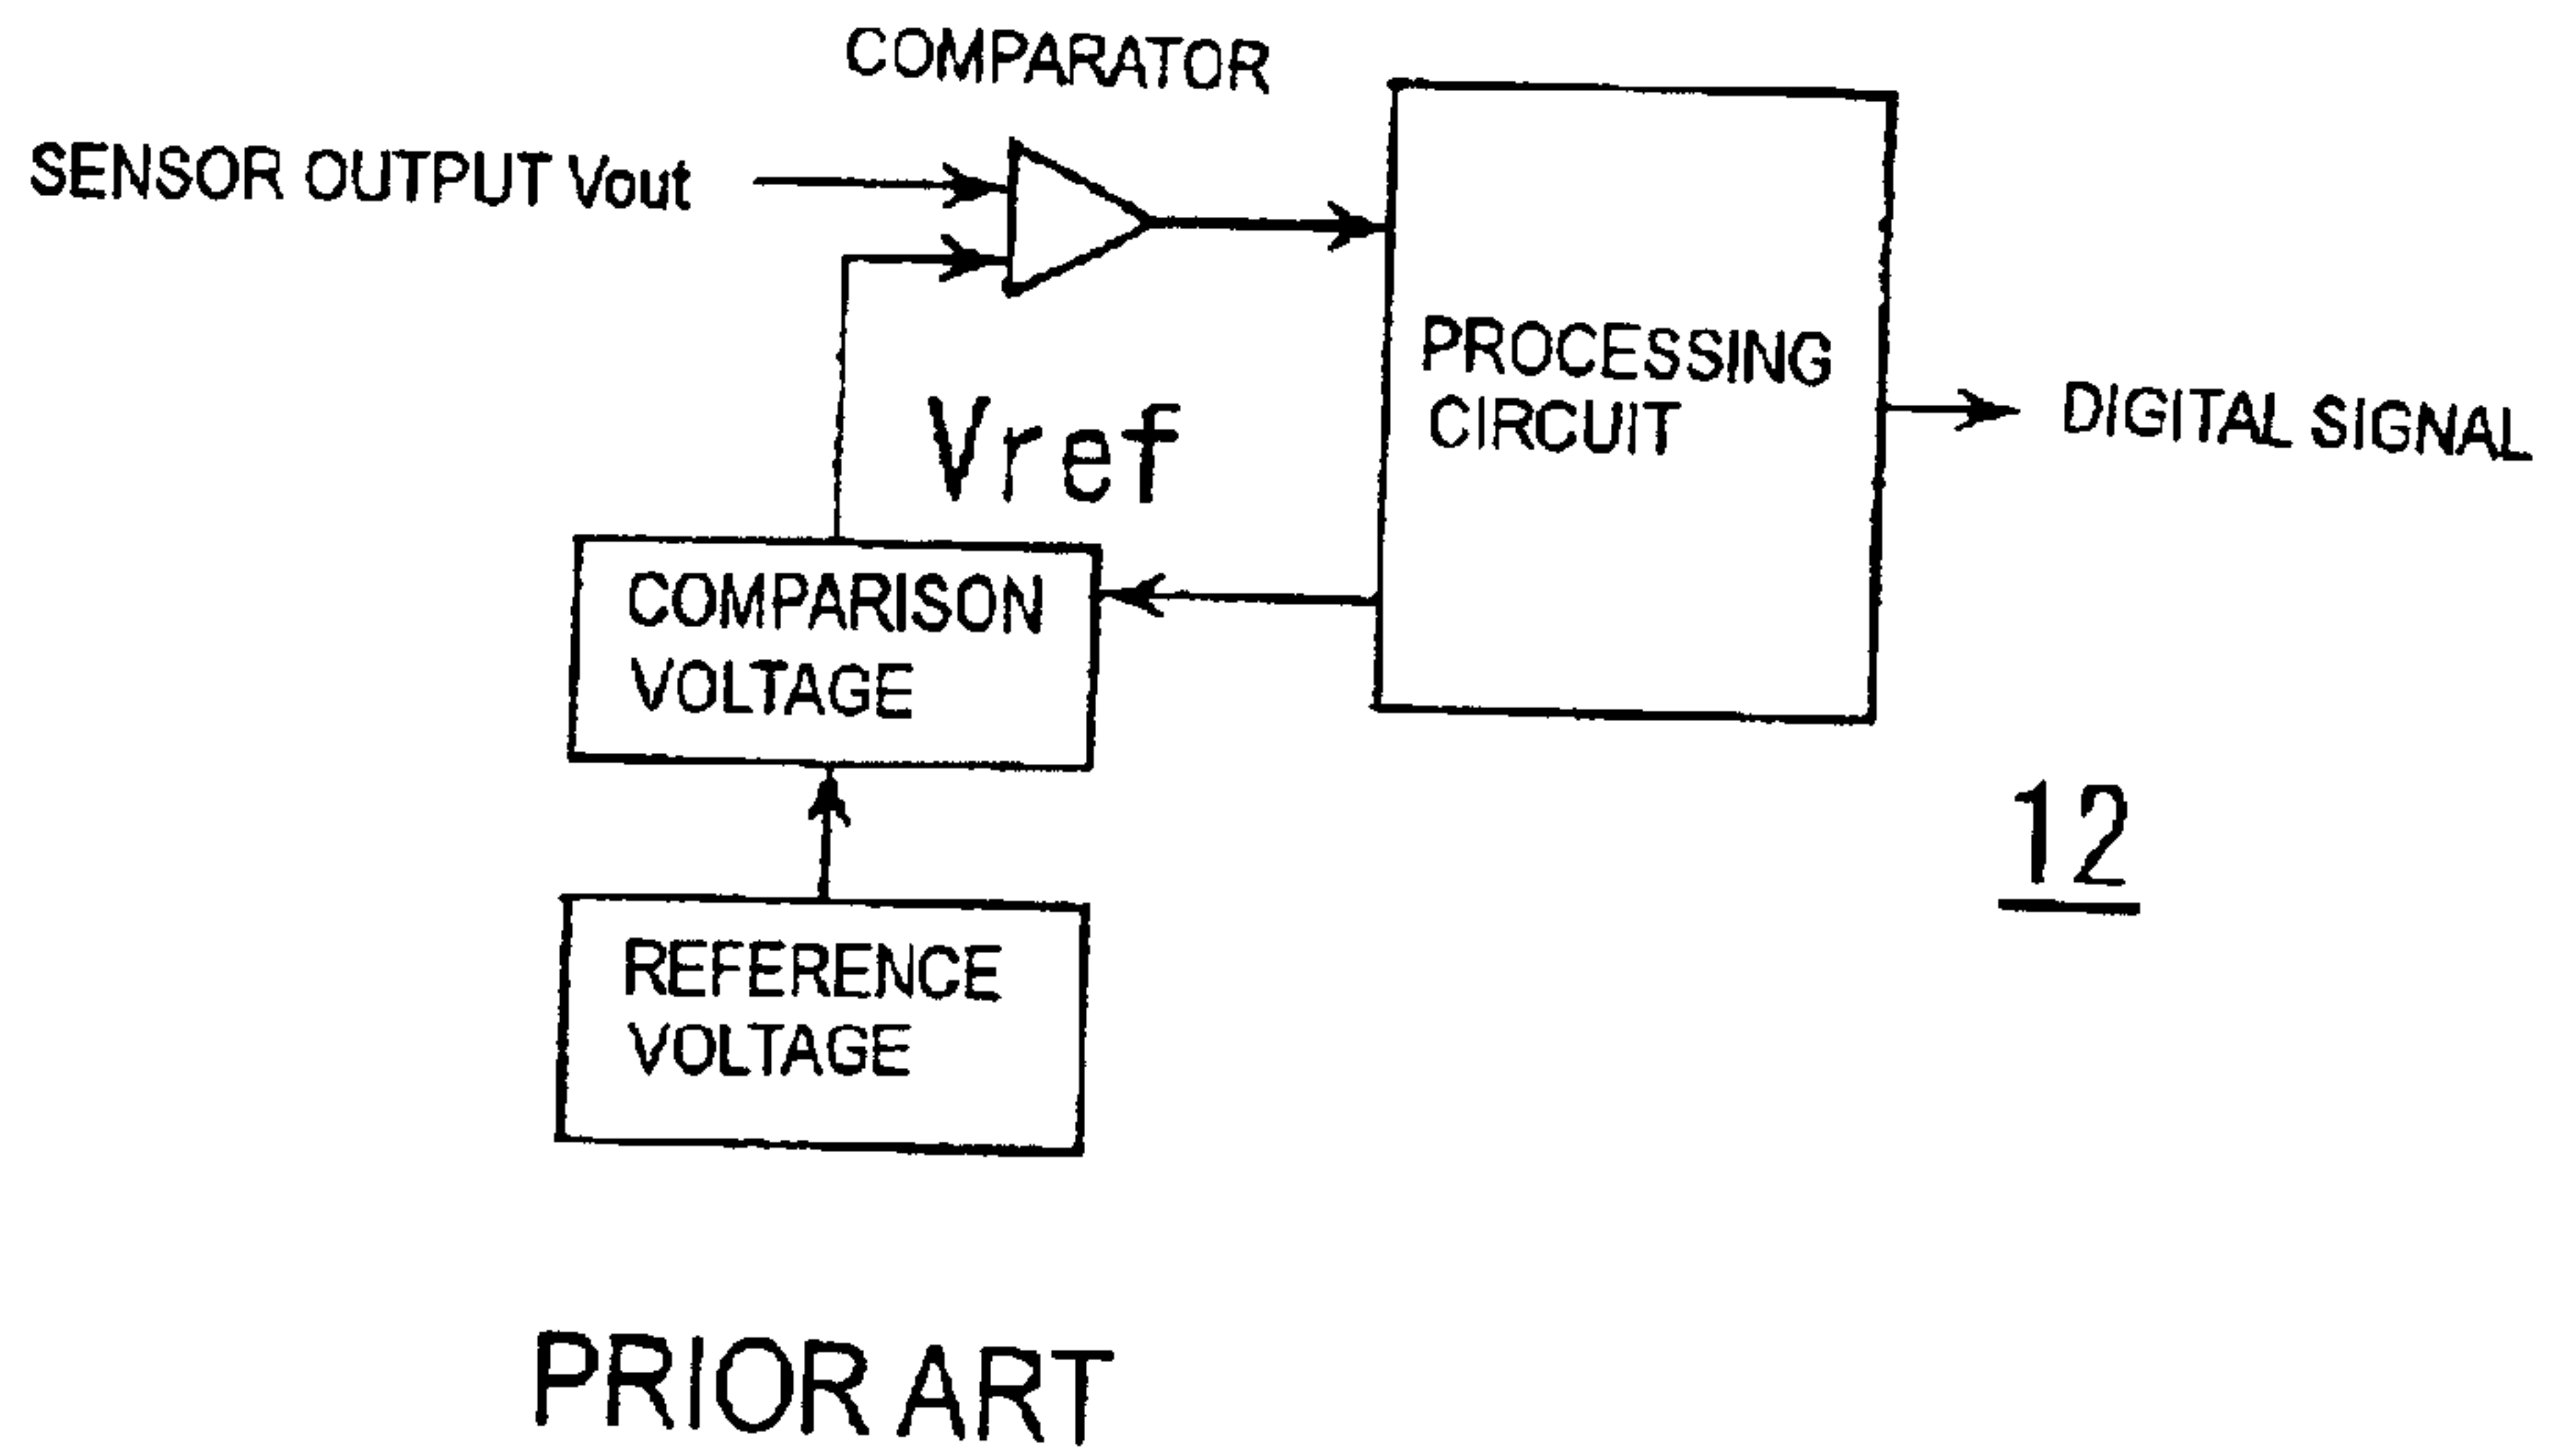 COMPARATOR
SENSOR OUTPUT Vout
PROCESSING
CIRCUIT
Vref
DIGITAL SIGNAL
COMPARISON
VOLTAGE
12
REFERENCE
VOLTAGE
PRIOR ART